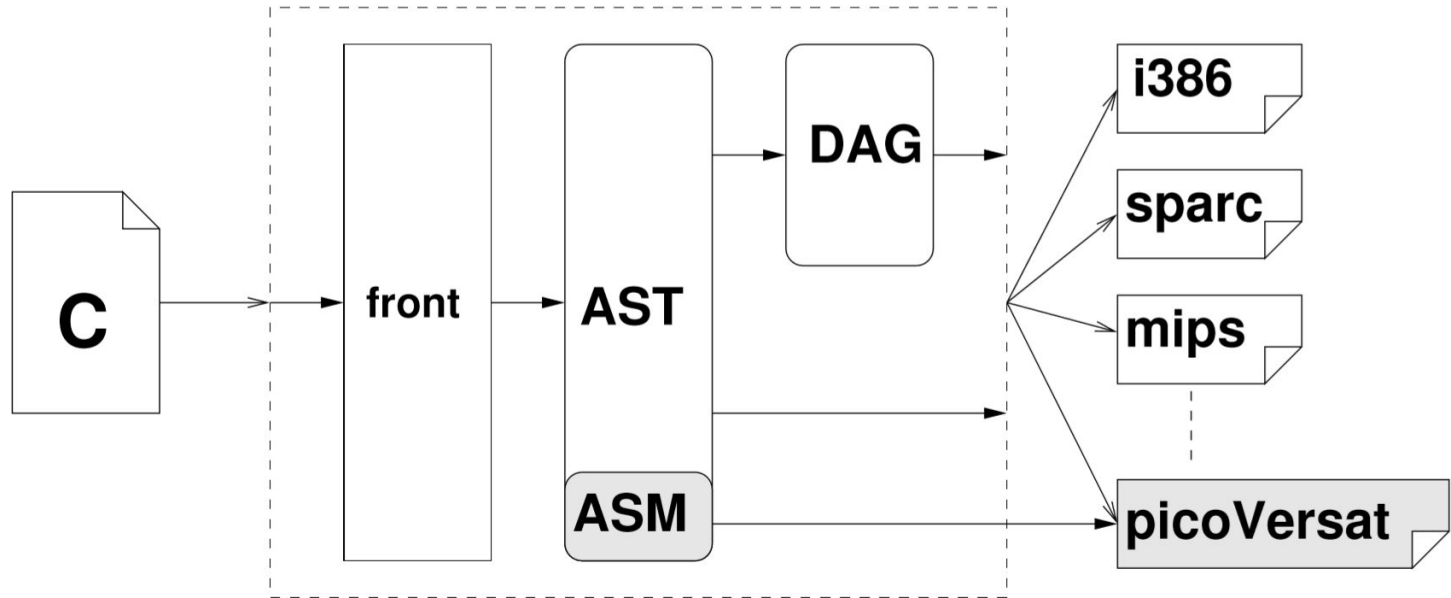 C
front
AST
ASM
DAG
i386
sparc
mips
picoVersat